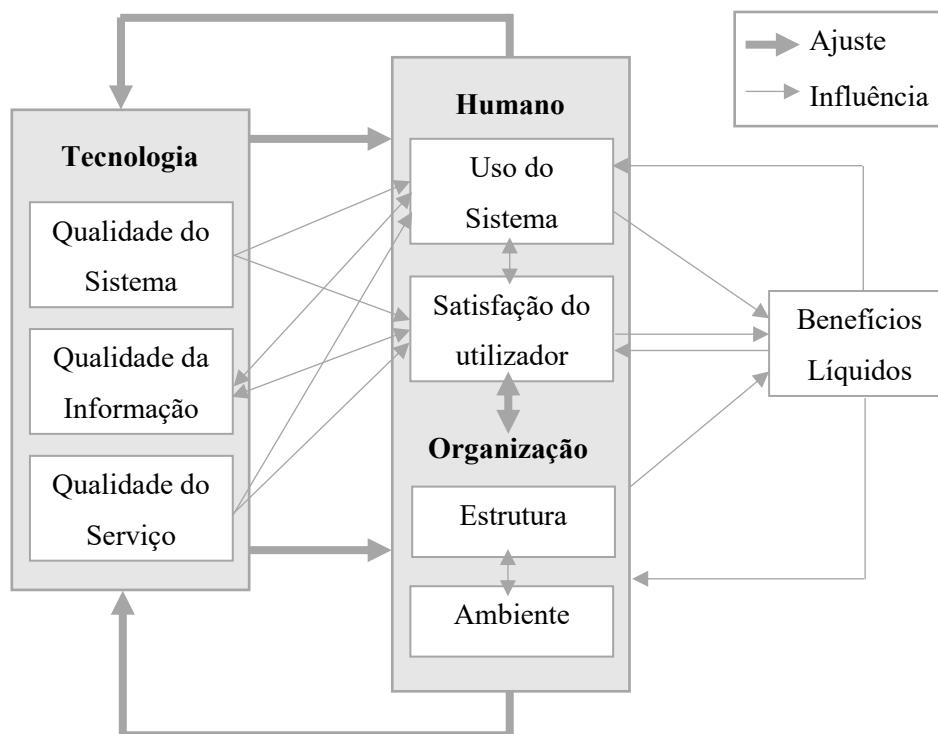 Ajuste
Influência
Tecnologia
Qualidade do
Sistema
Qualidade da
Informação
Qualidade do
Serviço
Humano
Uso do
Sistema
Satisfação do
utilizador
Organização
Estrutura
Ambiente
Benefícios
Líquidos